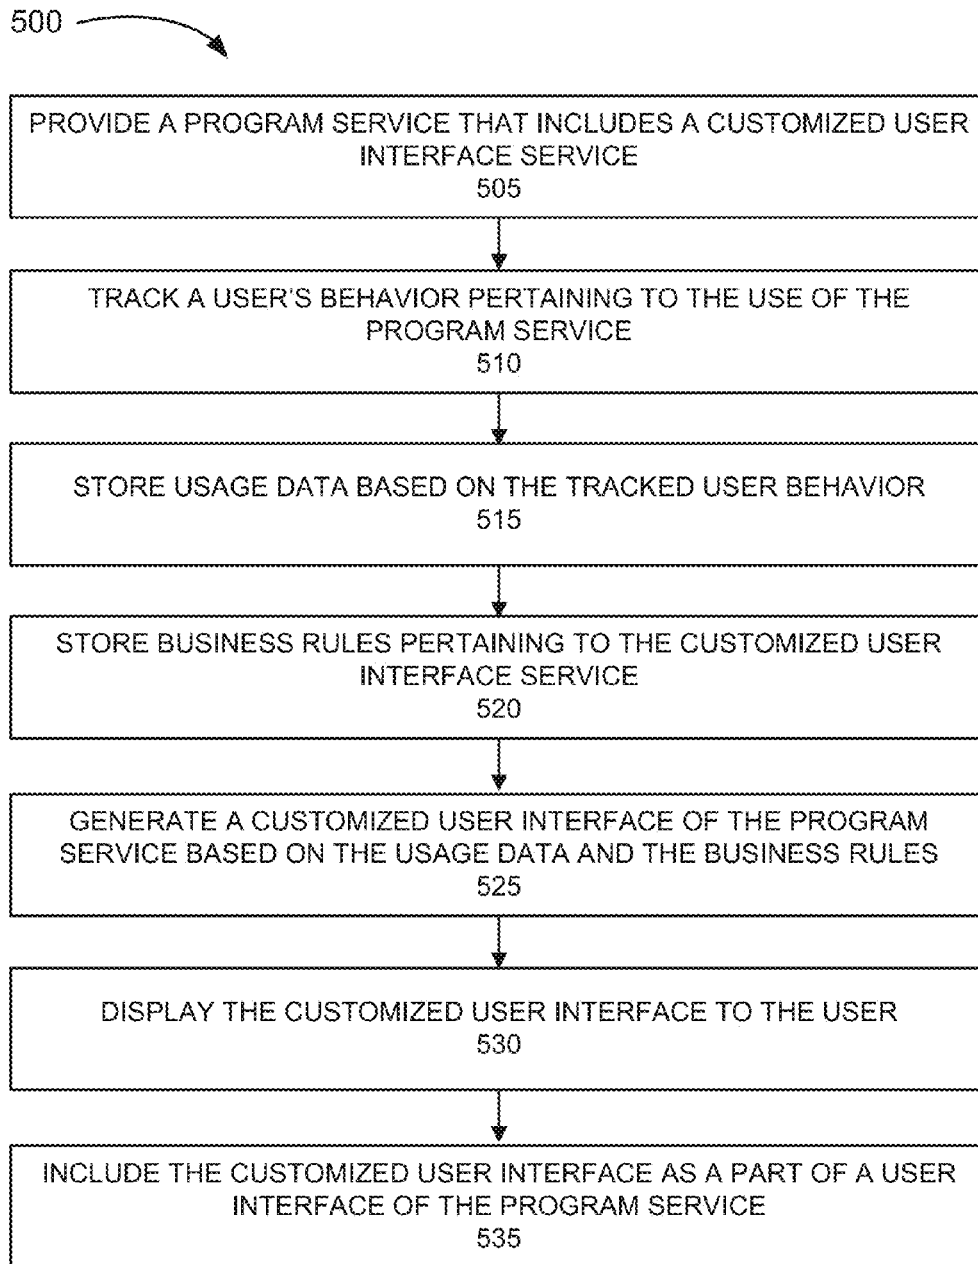 500
PROVIDE A PROGRAM SERVICE THAT INCLUDES A CUSTOMIZED USER
INTERFACE SERVICE
505
TRACK A USER'S BEHAVIOR PERTAINING TO THE USE OF THE
PROGRAM SERVICE
510
STORE USAGE DATA BASED ON THE TRACKED USER BEHAVIOR
515
STORE BUSINESS RULES PERTAINING TO THE CUSTOMIZED USER
INTERFACE SERVICE
520
GENERATE A CUSTOMIZED USER INTERFACE OF THE PROGRAM
SERVICE BASED ON THE USAGE DATA AND THE BUSINESS RULES
525
DISPLAY THE CUSTOMIZED USER INTERFACE TO THE USER
530
INCLUDE THE CUSTOMIZED USER INTERFACE AS A PART OF A USER
INTERFACE OF THE PROGRAM SERVICE
535